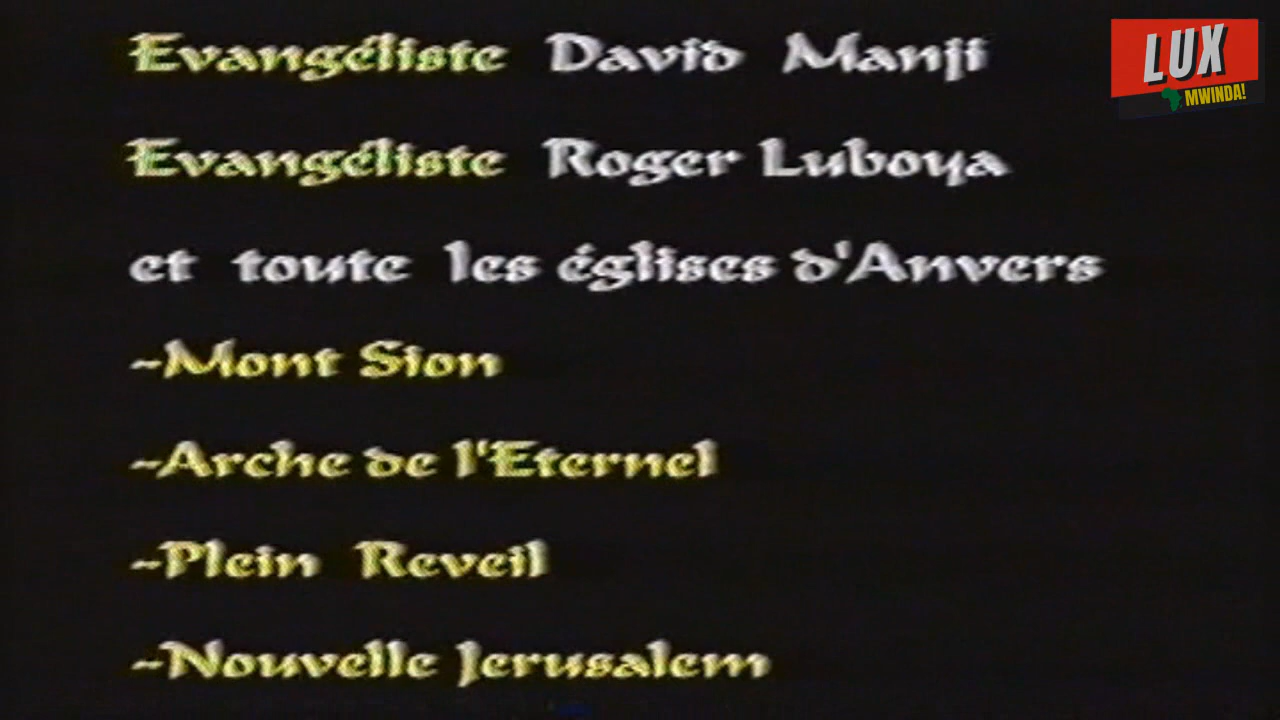 Evangéliste David Manji
Evangéliste Roger Luboya
et toute les églises d'Anvers
-Mont Sion
-Arche de l'Eternel
-Plein Reveil
-Nouvelle Jerusalem
LUX
MWINDA!